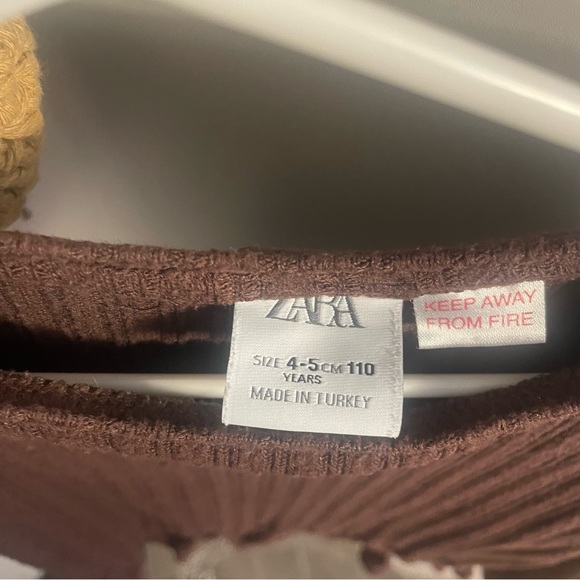 ZARA
SIZE 4-5 CM 110
YEARS
MADE IN TURKEY
KEEP AWAY
FROM FIRE